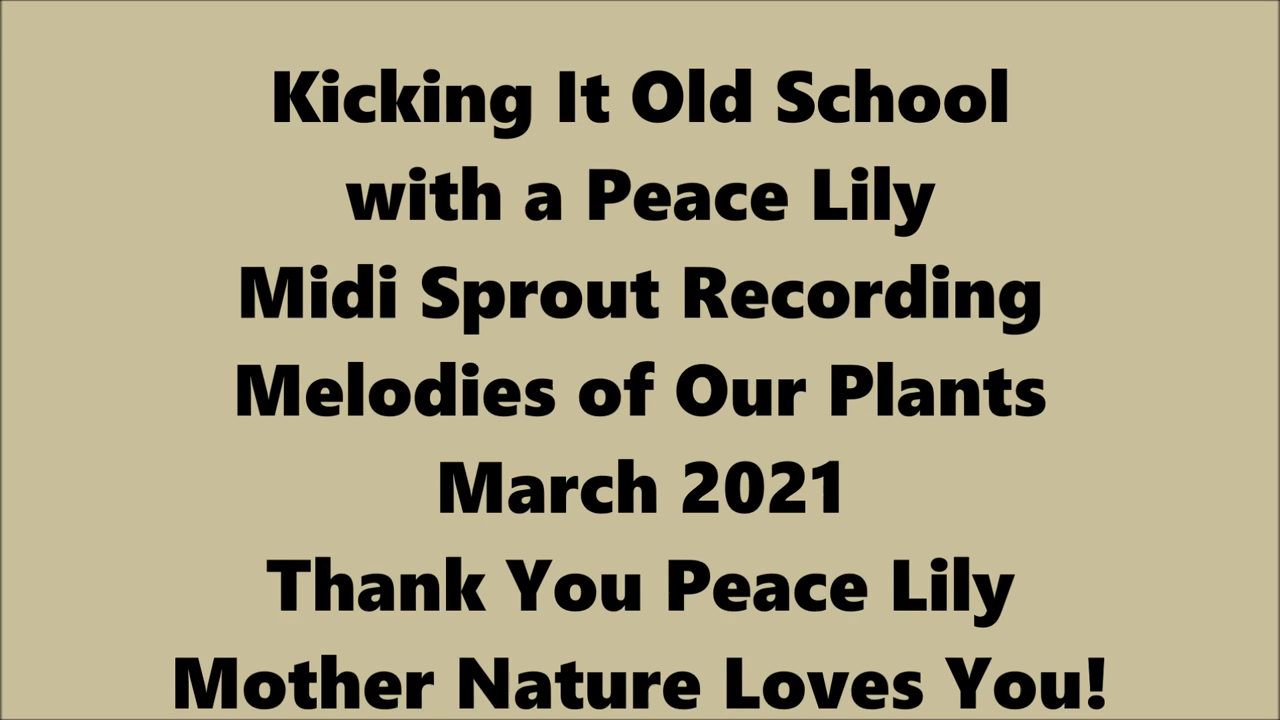 Kicking It Old School
with a Peace Lily
Midi Sprout Recording
Melodies of Our Plants
March 2021
Thank You Peace Lily
Mother Nature Loves You!